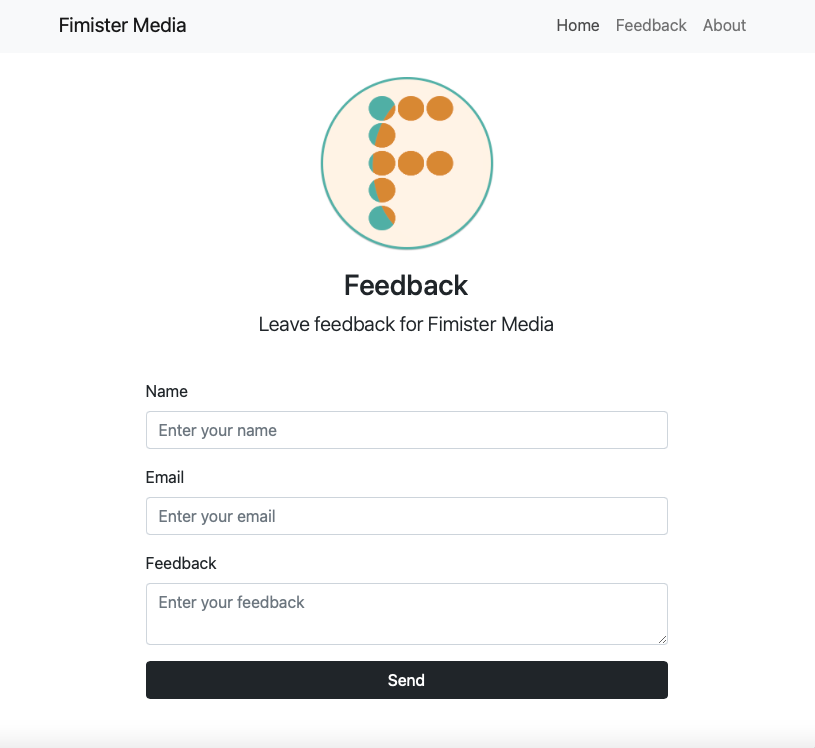 Fimister Media
Home Feedback About
Feedback
Leave feedback for Fimister Media
Name
Enter your name
Email
Enter your email
Feedback
Enter your feedback
Send